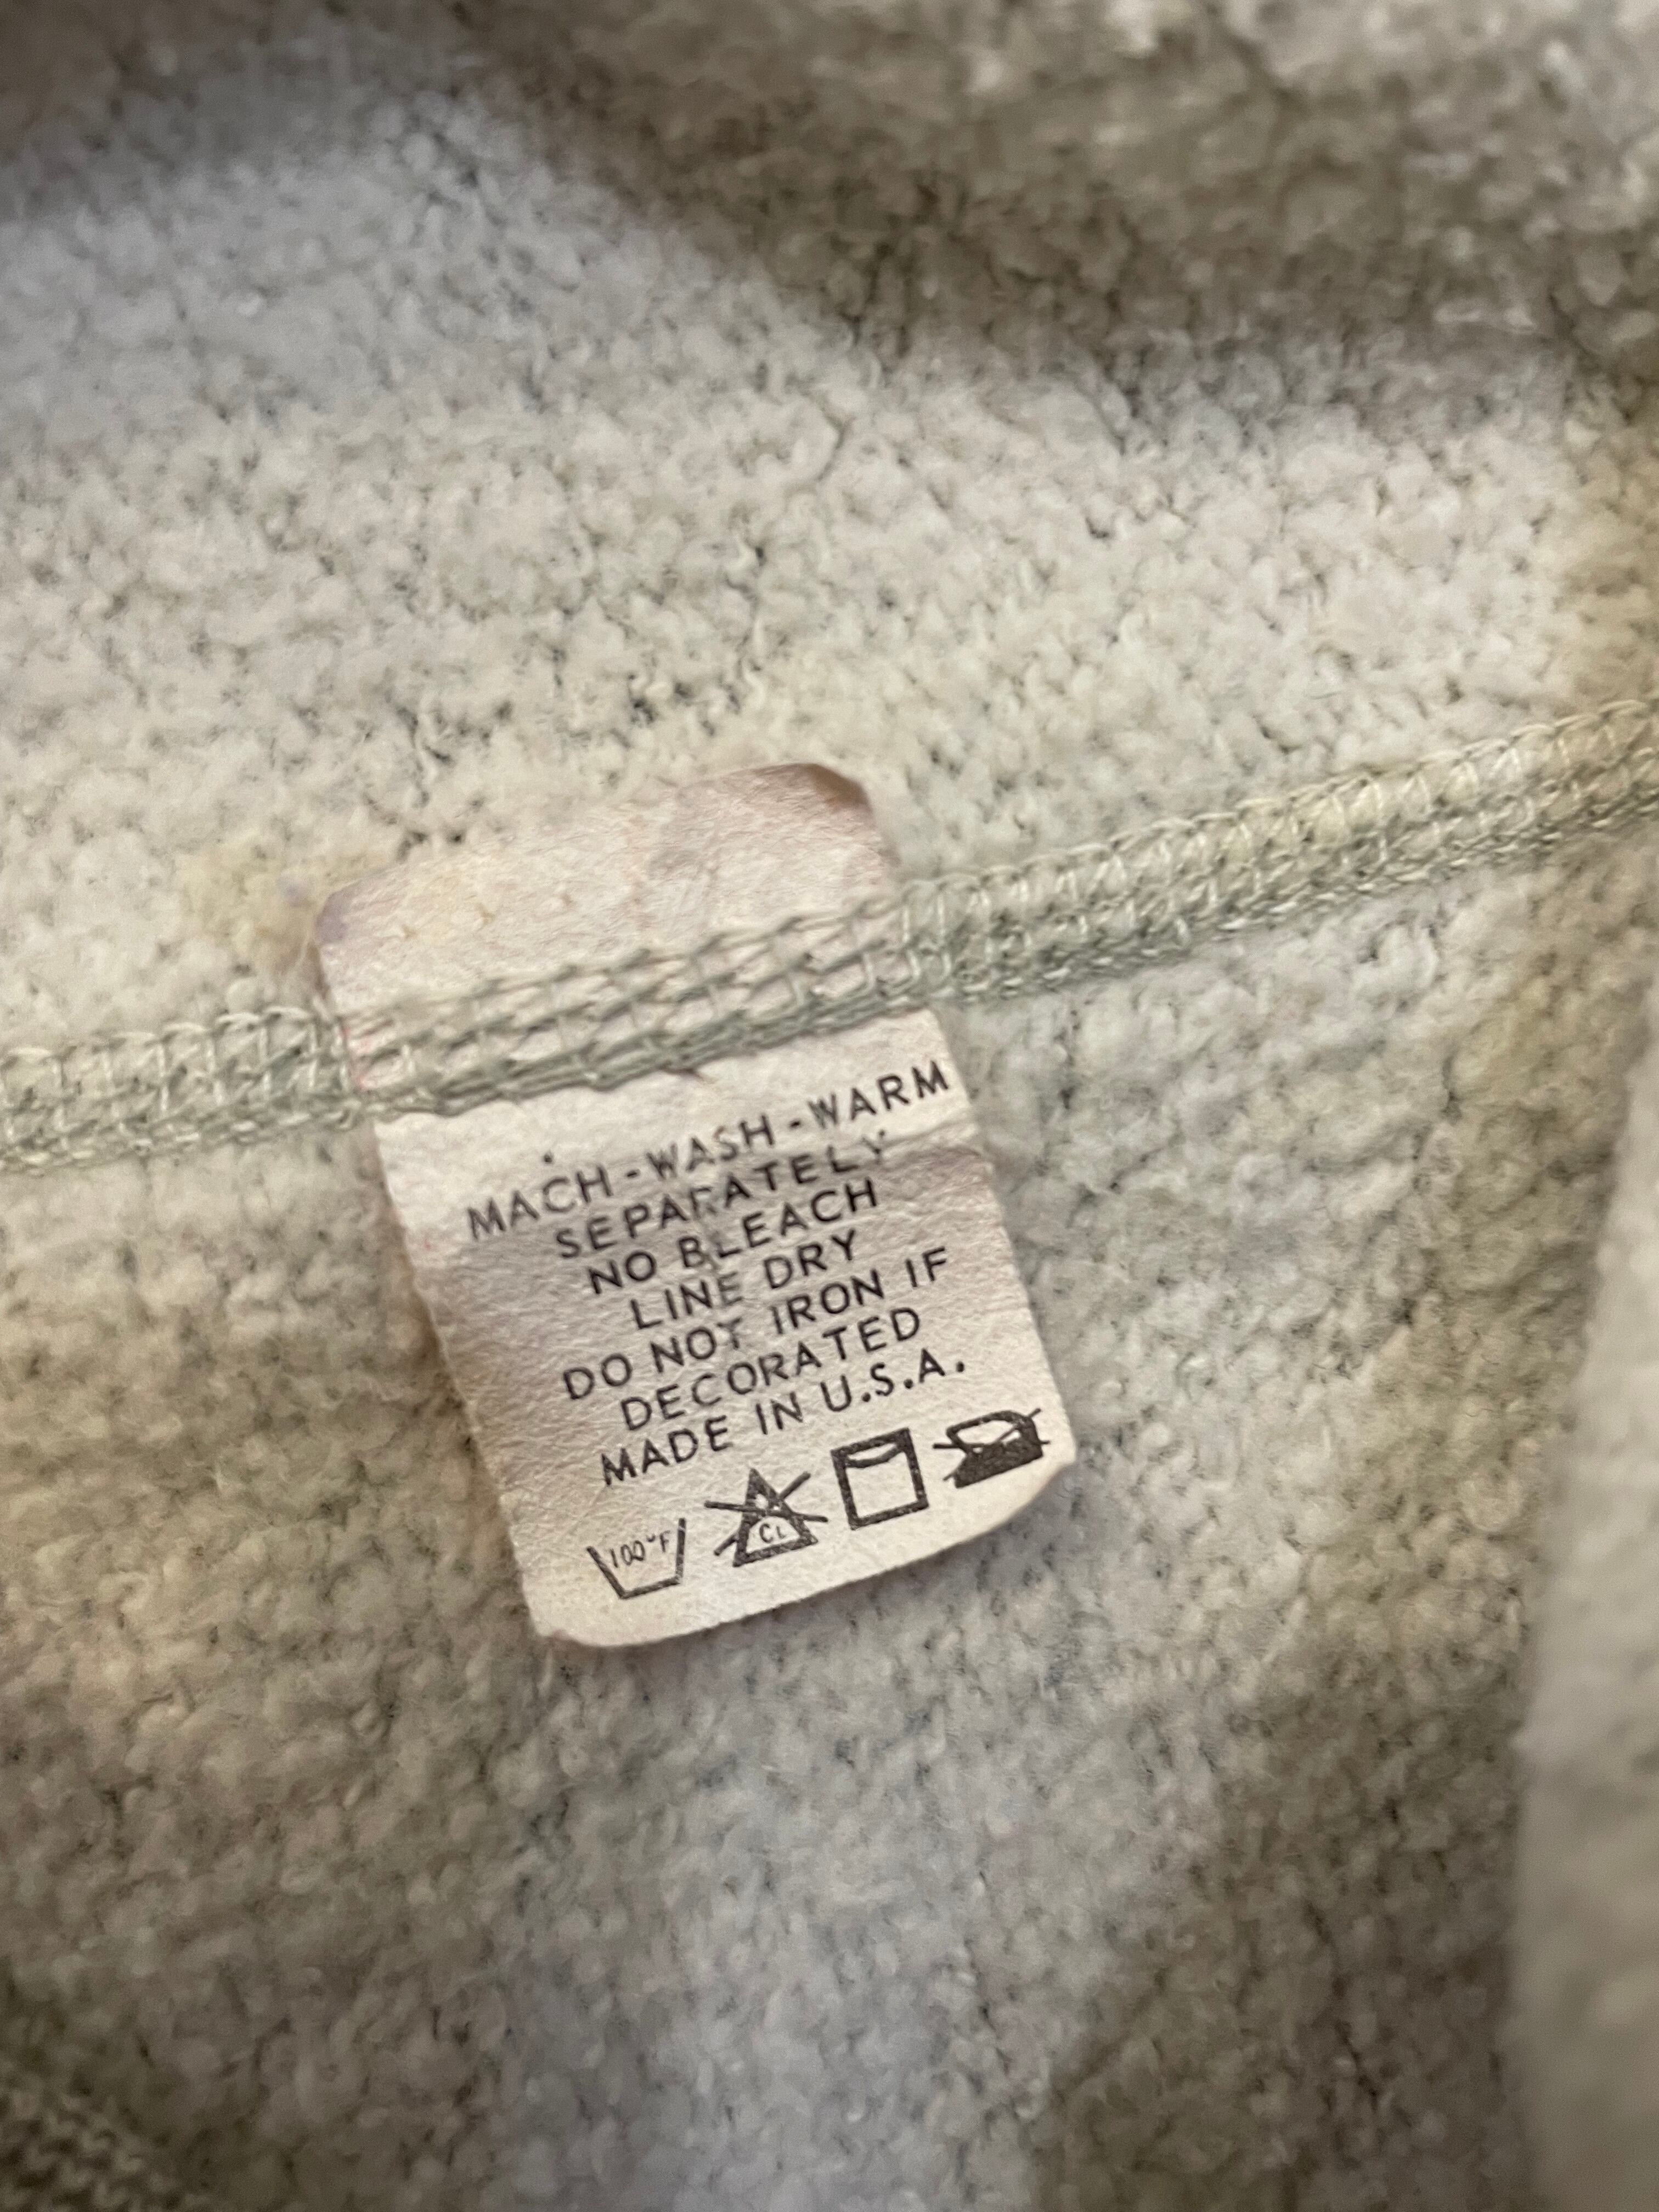 MACH-WASH-WARM
SEPARATELY
NO BLEACH
LINE DRY
DO NOT IRON IF
DECORATED
MADE IN U.S.A.
100°F CL